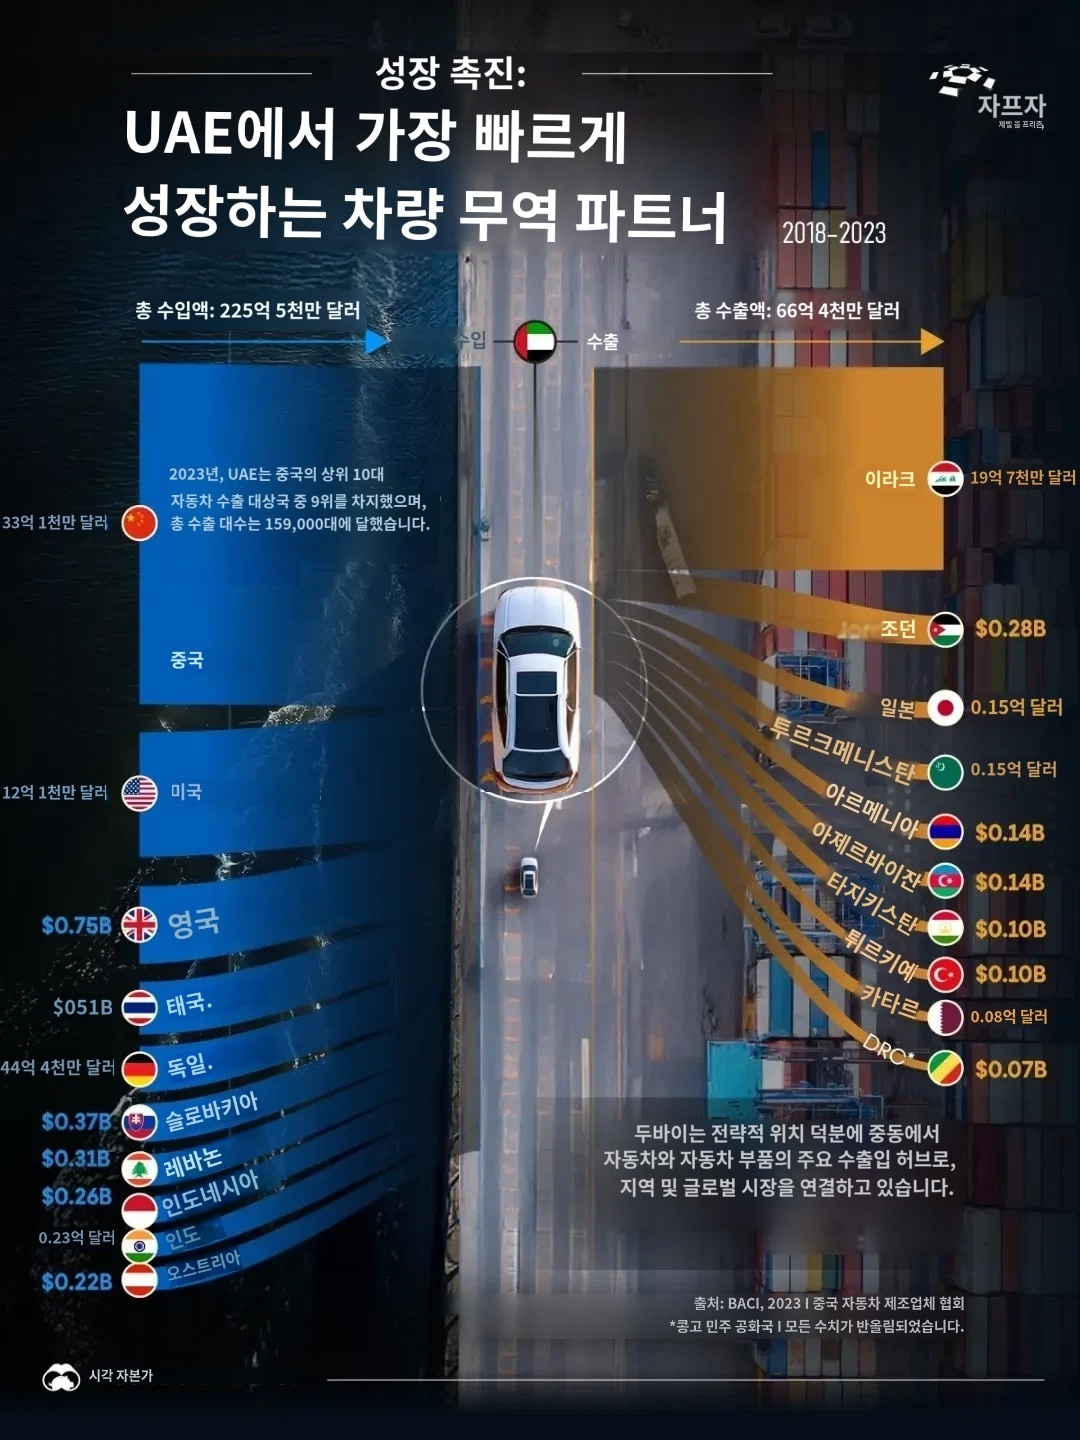 성장 촉진:
UAE에서 가장 빠르게
성장하는 차량 무역 파트너
2018-2023
자프자
제벨 알 프리존
총 수입액: 225억 5천만 달러
총 수출액: 66억 4천만 달러
수입
수출
2023년, UAE는 중국의 상위 10대
자동차 수출 대상국 중 9위를 차지했으며,
총 수출 대수는 159,000대에 달했습니다.
33억 1천만 달러
중국
12억 1천만 달러
미국
$0.75B
영국
$051B
태국.
44억 4천만 달러
독일.
$0.37B
슬로바키아
$0.31B
레바논
$0.26B
인도네시아
0.23억 달러
인도
$0.22B
오스트리아
이라크
19억 7천만 달러
조던
$0.28B
일본
0.15억 달러
투르크메니스탄
0.15억 달러
아르메니아
$0.14B
아제르바이잔
$0.14B
타지키스탄
$0.10B
튀르키예
$0.10B
카타르
0.08억 달러
DRC*
$0.07B
두바이는 전략적 위치 덕분에 중동에서
자동차와 자동차 부품의 주요 수출입 허브로,
지역 및 글로벌 시장을 연결하고 있습니다.
출처: BACI, 2023 I 중국 자동차 제조업체 협회
*콩고 민주 공화국 I 모든 수치가 반올림되었습니다.
시각 자본가